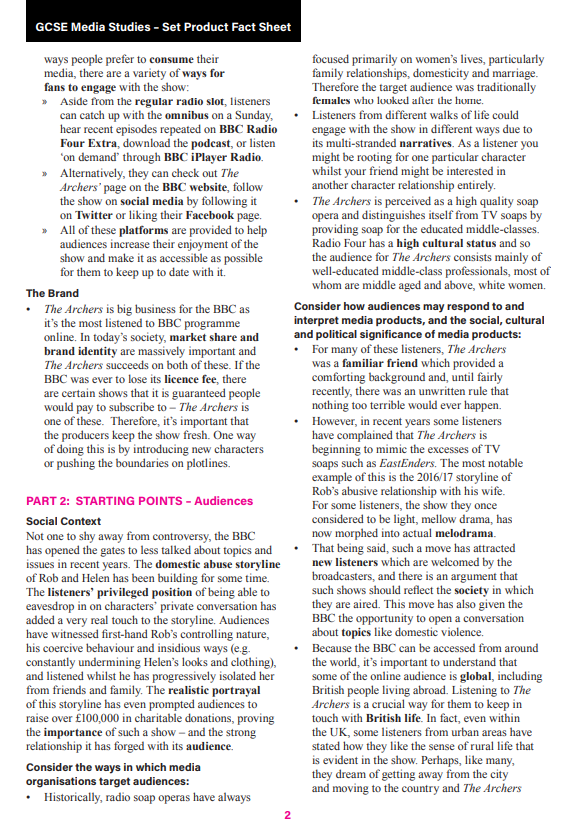 GCSE Media Studies – Set Product Fact Sheet
ways people prefer to consume their
media, there are a variety of ways for
fans to engage with the show:
» Aside from the regular radio slot, listeners
can catch up with the omnibus on a Sunday,
hear recent episodes repeated on BBC Radio
Four Extra, download the podcast, or listen
‘on demand’ through BBC iPlayer Radio.
» Alternatively, they can check out The
Archers’ page on the BBC website, follow
the show on social media by following it
on Twitter or liking their Facebook page.
» All of these platforms are provided to help
audiences increase their enjoyment of the
show and make it as accessible as possible
for them to keep up to date with it.
The Brand
• The Archers is big business for the BBC as
it’s the most listened to BBC programme
online. In today’s society, market share and
brand identity are massively important and
The Archers succeeds on both of these. If the
BBC was ever to lose its licence fee, there
are certain shows that it is guaranteed people
would pay to subscribe to – The Archers is
one of these.  Therefore, it’s important that
the producers keep the show fresh. One way
of doing this is by introducing new characters
or pushing the boundaries on plotlines.
PART 2:  STARTING POINTS – Audiences
Social Context
Not one to shy away from controversy, the BBC
has opened the gates to less talked about topics and
issues in recent years. The domestic abuse storyline
of Rob and Helen has been building for some time.
The listeners’ privileged position of being able to
eavesdrop in on characters’ private conversation has
added a very real touch to the storyline. Audiences
have witnessed first-hand Rob’s controlling nature,
his coercive behaviour and insidious ways (e.g.
constantly undermining Helen’s looks and clothing),
and listened whilst he has progressively isolated her
from friends and family. The realistic portrayal
of this storyline has even prompted audiences to
raise over £100,000 in charitable donations, proving
the importance of such a show – and the strong
relationship it has forged with its audience.
Consider the ways in which media
organisations target audiences:
• Historically, radio soap operas have always
focused primarily on women’s lives, particularly
family relationships, domesticity and marriage.
Therefore the target audience was traditionally
females who looked after the home.
• Listeners from different walks of life could
engage with the show in different ways due to
its multi-stranded narratives. As a listener you
might be rooting for one particular character
whilst your friend might be interested in
another character relationship entirely.
• The Archers is perceived as a high quality soap
opera and distinguishes itself from TV soaps by
providing soap for the educated middle-classes.
Radio Four has a high cultural status and so
the audience for The Archers consists mainly of
well-educated middle-class professionals, most of
whom are middle aged and above, white women.
Consider how audiences may respond to and
interpret media products, and the social, cultural
and political significance of media products:
• For many of these listeners, The Archers
was a familiar friend which provided a
comforting background and, until fairly
recently, there was an unwritten rule that
nothing too terrible would ever happen.
• However, in recent years some listeners
have complained that The Archers is
beginning to mimic the excesses of TV
soaps such as EastEnders. The most notable
example of this is the 2016/17 storyline of
Rob’s abusive relationship with his wife.
For some listeners, the show they once
considered to be light, mellow drama, has
now morphed into actual melodrama.
• That being said, such a move has attracted
new listeners which are welcomed by the
broadcasters, and there is an argument that
such shows should reflect the society in which
they are aired. This move has also given the
BBC the opportunity to open a conversation
about topics like domestic violence.
• Because the BBC can be accessed from around
the world, it’s important to understand that
some of the online audience is global, including
British people living abroad. Listening to The
Archers is a crucial way for them to keep in
touch with British life. In fact, even within
the UK, some listeners from urban areas have
stated how they like the sense of rural life that
is evident in the show. Perhaps, like many,
they dream of getting away from the city
and moving to the country and The Archers
2